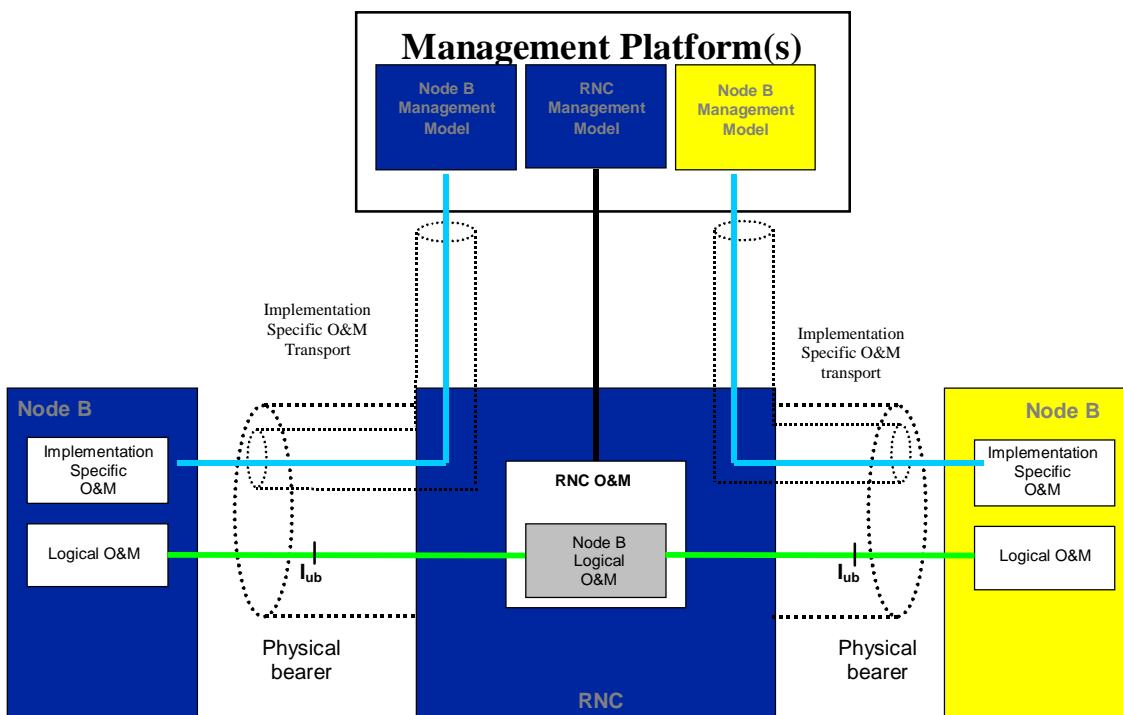 Management Platform(s)
Node B
Management
Model
RNC
Management
Model
Node B
Management
Model
Implementation
Specific O&M
Transport
Implementation
Specific O&M
transport
Node B
Implementation
Specific
O&M
Logical O&M
Iub
Physical
bearer
RNC O&M
Node B
Logical
O&M
RNC
Iub
Physical
bearer
Node B
Implementation
Specific
O&M
Logical O&M